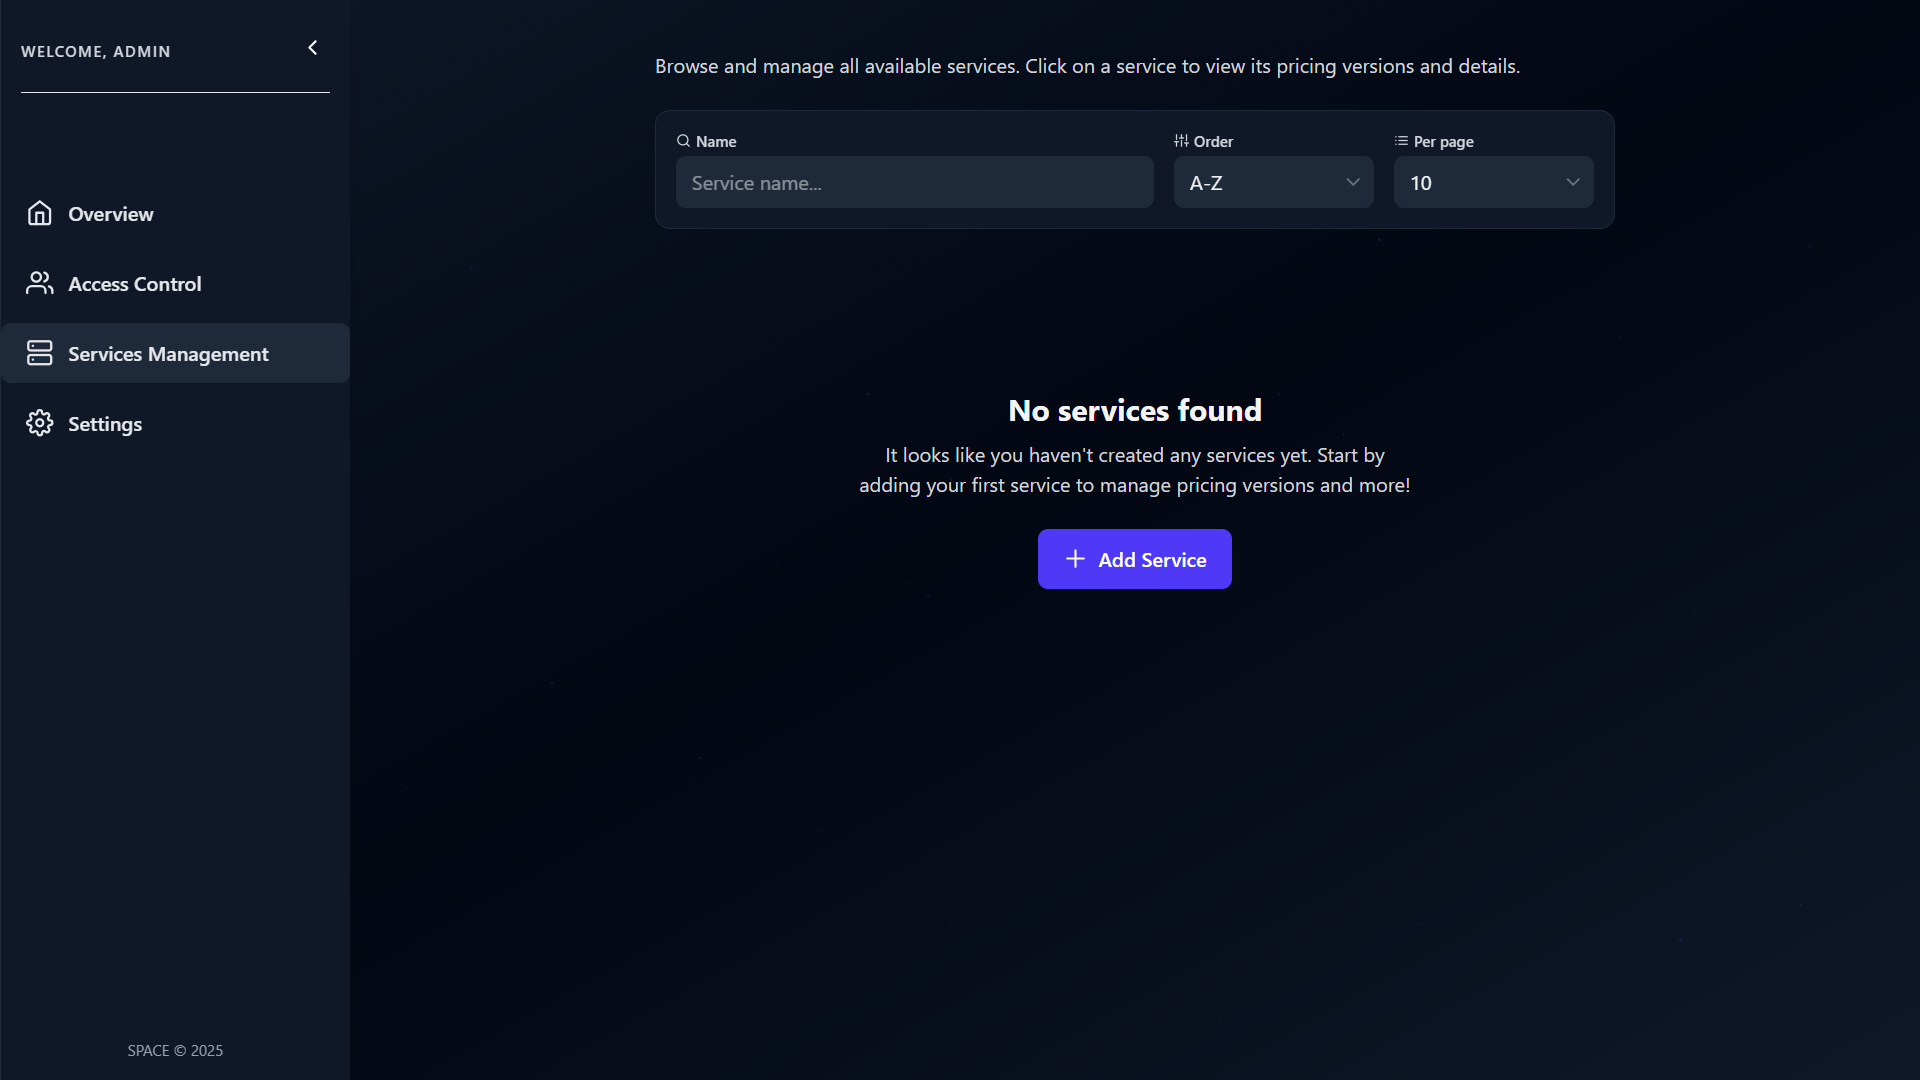 WELCOME, ADMIN
Overview
Access Control
Services Management
Settings
SPACE © 2025
Browse and manage all available services. Click on a service to view its pricing versions and details.
Name
Service name...
Order
A-Z
Per page
10
No services found
It looks like you haven't created any services yet. Start by
adding your first service to manage pricing versions and more!
Add Service